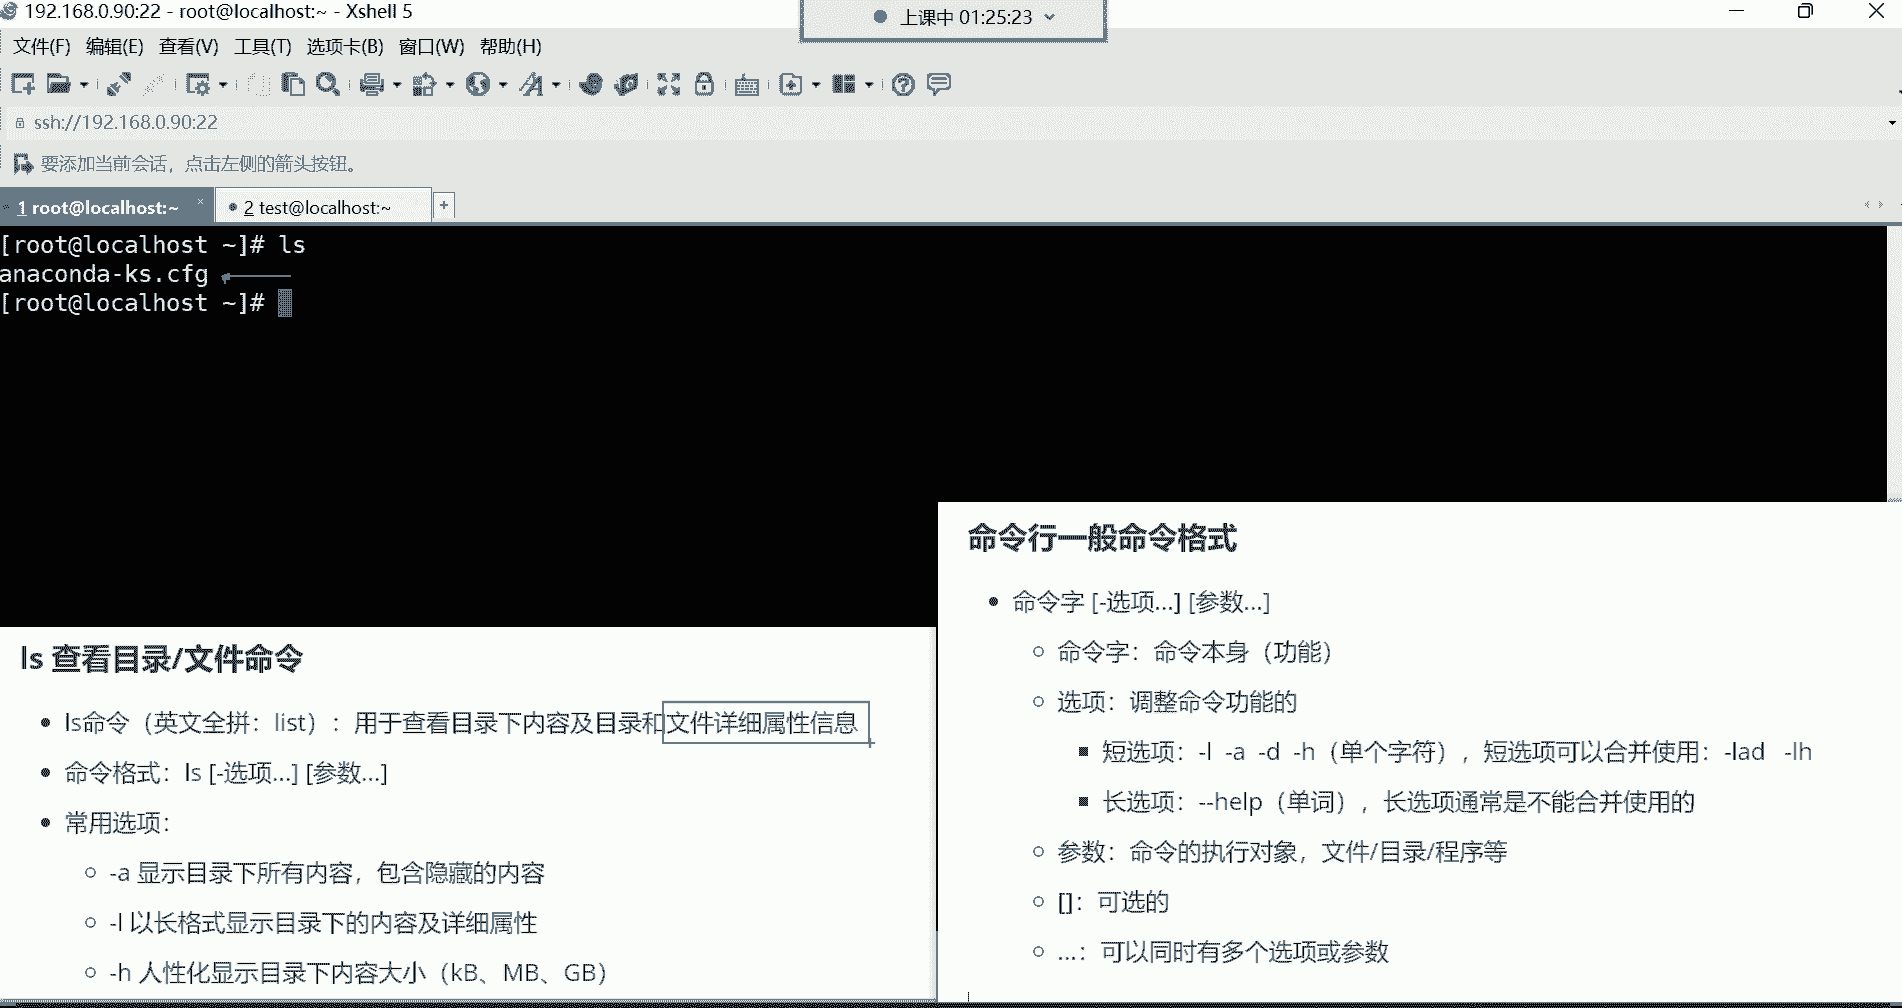 192.168.0.90:22 - root@localhost:~ - Xshell 5
上课中 01:25:23
文件(F) 编辑(E) 查看(V) 工具(T) 选项卡(B) 窗口(W) 帮助(H)
ssh://192.168.0.90:22
要添加当前会话，点击左侧的箭头按钮。
1 root@localhost:~ × 2 test@localhost:~ +
[root@localhost ~]# ls
anaconda-ks.cfg
[root@localhost ~]#
ls 查看目录/文件命令
ls命令（英文全拼：list）：用于查看目录下内容及目录和文件详细属性信息
命令格式：ls [-选项…] [参数…]
常用选项：
-a 显示目录下所有内容，包含隐藏的内容
-l 以长格式显示目录下的内容及详细属性
-h 人性化显示目录下内容大小（kB、MB、GB）
命令行一般命令格式
命令字 [-选项…] [参数…]
命令字：命令本身（功能）
选项：调整命令功能的
短选项：-l -a -d -h（单个字符），短选项可以合并使用：-lad -lh
长选项：--help（单词），长选项通常是不能合并使用的
参数：命令的执行对象，文件/目录/程序等
[]：可选的
…：可以同时有多个选项或参数